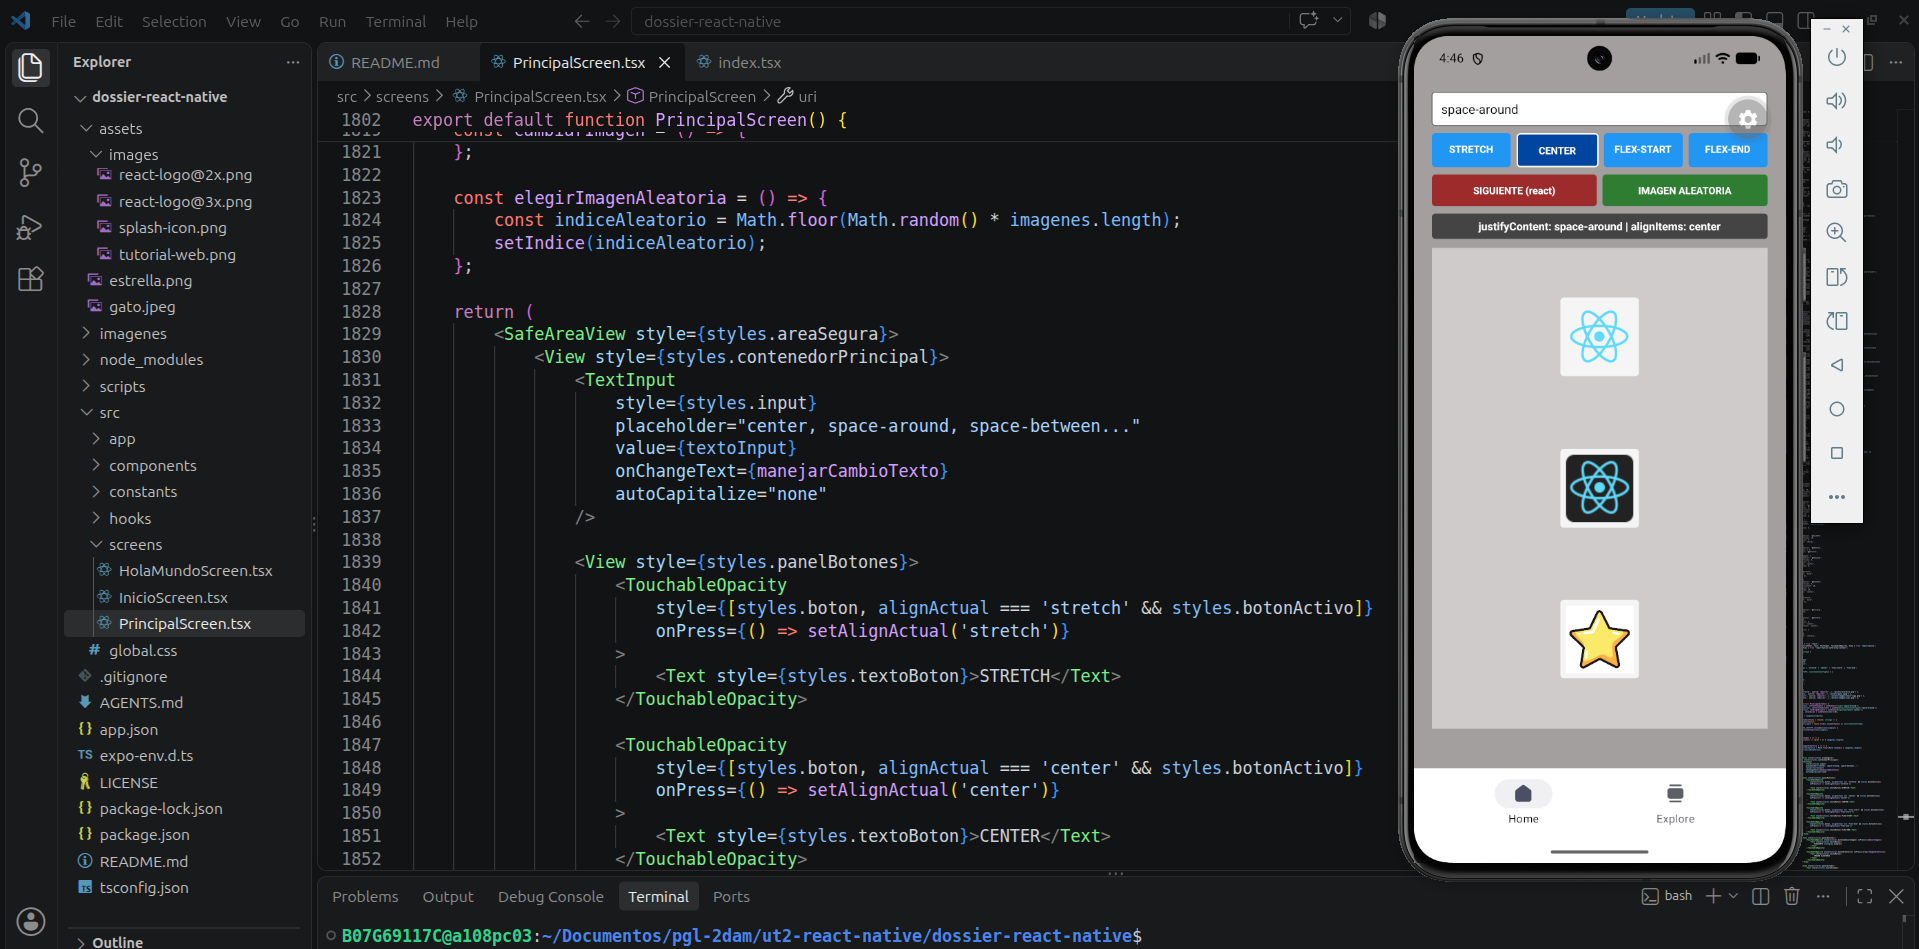 File Edit Selection View Go Run Terminal Help
dossier-react-native
Explorer
dossier-react-native
assets
images
react-logo@2x.png
react-logo@3x.png
splash-icon.png
tutorial-web.png
estrella.png
gato.jpeg
imagenes
node_modules
scripts
src
app
components
constants
hooks
screens
HolaMundoScreen.tsx
InicioScreen.tsx
PrincipalScreen.tsx
# global.css
.gitignore
AGENTS.md
{} app.json
TS expo-env.d.ts
LICENSE
{} package-lock.json
{} package.json
README.md
TS tsconfig.json
Outline
README.md
PrincipalScreen.tsx
index.tsx
src > screens > PrincipalScreen.tsx > PrincipalScreen > uri
1802 export default function PrincipalScreen() {
1819 const cambiarImagen = () => {
1821 };
1822
1823 const elegirImagenAleatoria = () => {
1824 const indiceAleatorio = Math.floor(Math.random() * imagenes.length);
1825 setIndice(indiceAleatorio);
1826 };
1827
1828 return (
1829 <SafeAreaView style={styles.areaSegura}>
1830 <View style={styles.contenedorPrincipal}>
1831 <TextInput
1832 style={styles.input}
1833 placeholder="center, space-around, space-between..."
1834 value={textoInput}
1835 onChangeText={manejarCambioTexto}
1836 autoCapitalize="none"
1837 />
1838
1839 <View style={styles.panelBotones}>
1840 <TouchableOpacity
1841 style={[styles.boton, alignActual === 'stretch' && styles.botonActivo]}
1842 onPress={() => setAlignActual('stretch')}
1843 >
1844 <Text style={styles.textoBoton}>STRETCH</Text>
1845 </TouchableOpacity>
1846
1847 <TouchableOpacity
1848 style={[styles.boton, alignActual === 'center' && styles.botonActivo]}
1849 onPress={() => setAlignActual('center')}
1850 >
1851 <Text style={styles.textoBoton}>CENTER</Text>
1852 </TouchableOpacity>
Problems Output Debug Console Terminal Ports
bash
B07G69117C@a108pc03:~/Documentos/pgl-2dam/ut2-react-native/dossier-react-native$
4:46
space-around
STRETCH CENTER FLEX-START FLEX-END
SIGUIENTE (react) IMAGEN ALEATORIA
justifyContent: space-around | alignItems: center
Home Explore